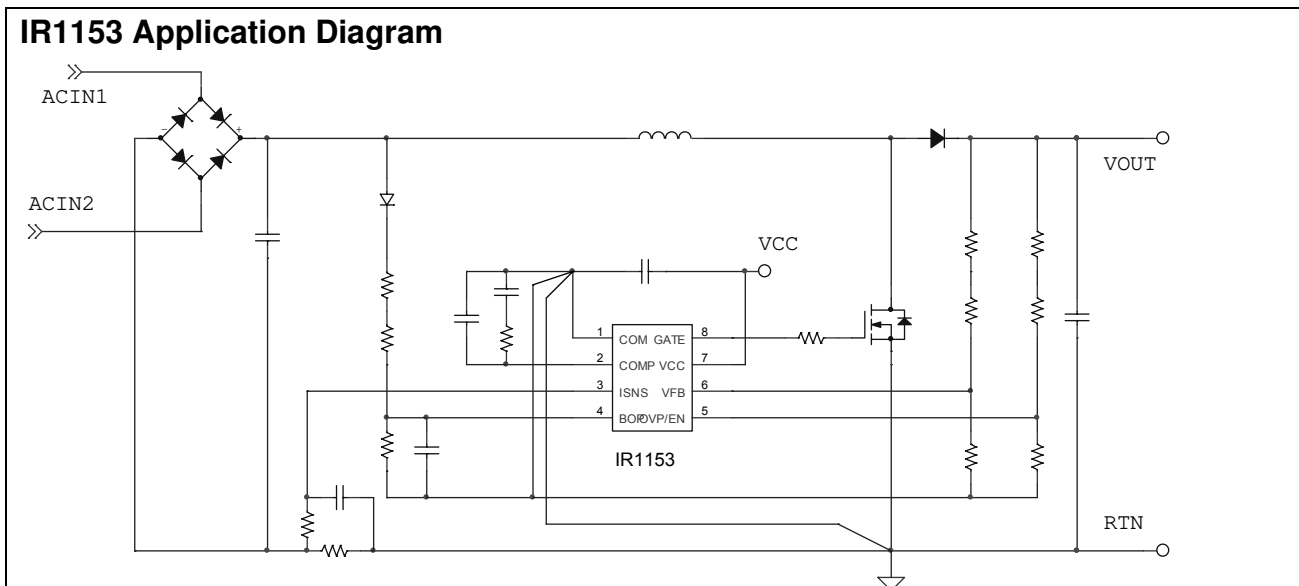 IR1153 Application Diagram
ACIN1
- +
VOUT
ACIN2
VCC
1 COM GATE 8
2 COMP VCC 7
3 ISNS VFB 6
4 BOP OVP/EN 5
IR1153
RTN